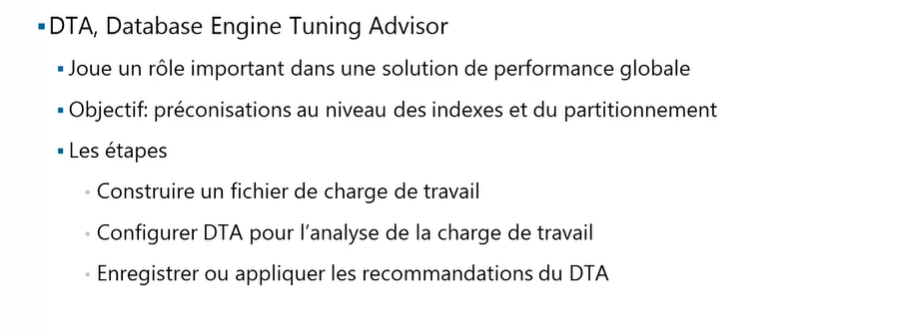 DTA, Database Engine Tuning Advisor
Joue un rôle important dans une solution de performance globale
Objectif: préconisations au niveau des indexes et du partitionnement
Les étapes
Construire un fichier de charge de travail
Configurer DTA pour l'analyse de la charge de travail
Enregistrer ou appliquer les recommandations du DTA